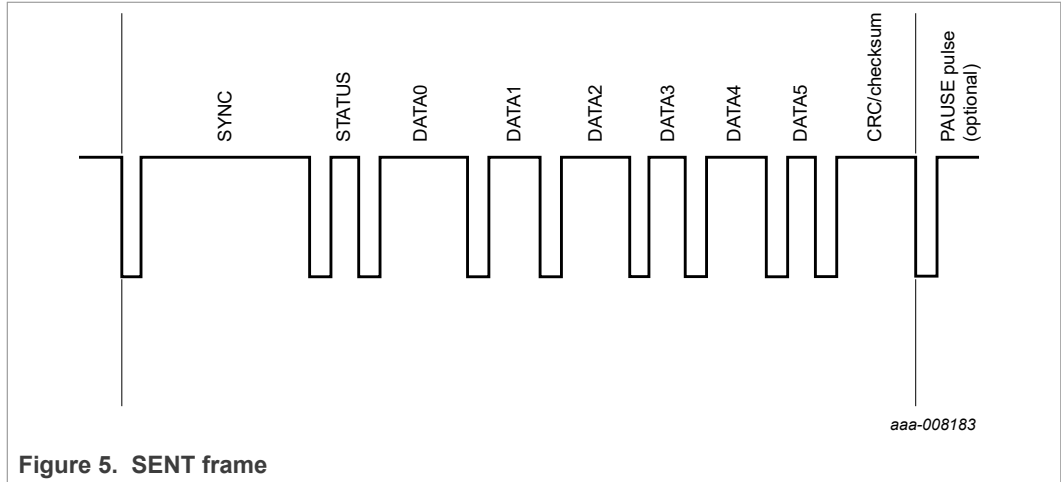 SYNC
STATUS
DATA0
DATA1
DATA2
DATA3
DATA4
DATA5
CRC/checksum
PAUSE pulse
(optional)
aaa-008183
Figure 5. SENT frame